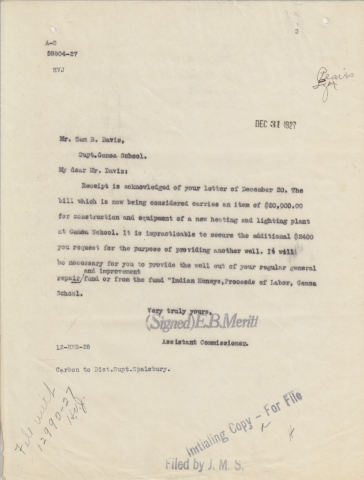 A-E
58804-27
HVJ
DEC 31 1927
Mr. Sam B. Davis,
Supt. Genoa School.
My dear Mr. Davis:
Receipt is acknowledged of your letter of December 20. The
bill which is now being considered carries an item of $20,000.00
for construction and equipment of a new heating and lighting plant
at Genoa School. It is impracticable to secure the additional $2400
you request for the purpose of providing another well. It will
be necessary for you to provide the well out of your regular general
and improvement
repair/fund or from the fund "Indian Moneys, Proceeds of Labor, Genoa
School.
Very truly yours,
(Signed) E.B. Meritt
Assistant Commissioner.
12-28
Carbon to Dist. Supt. Spalsbury.
File with
12990-27
Initialing Copy - For File
Filed by J. M. S.